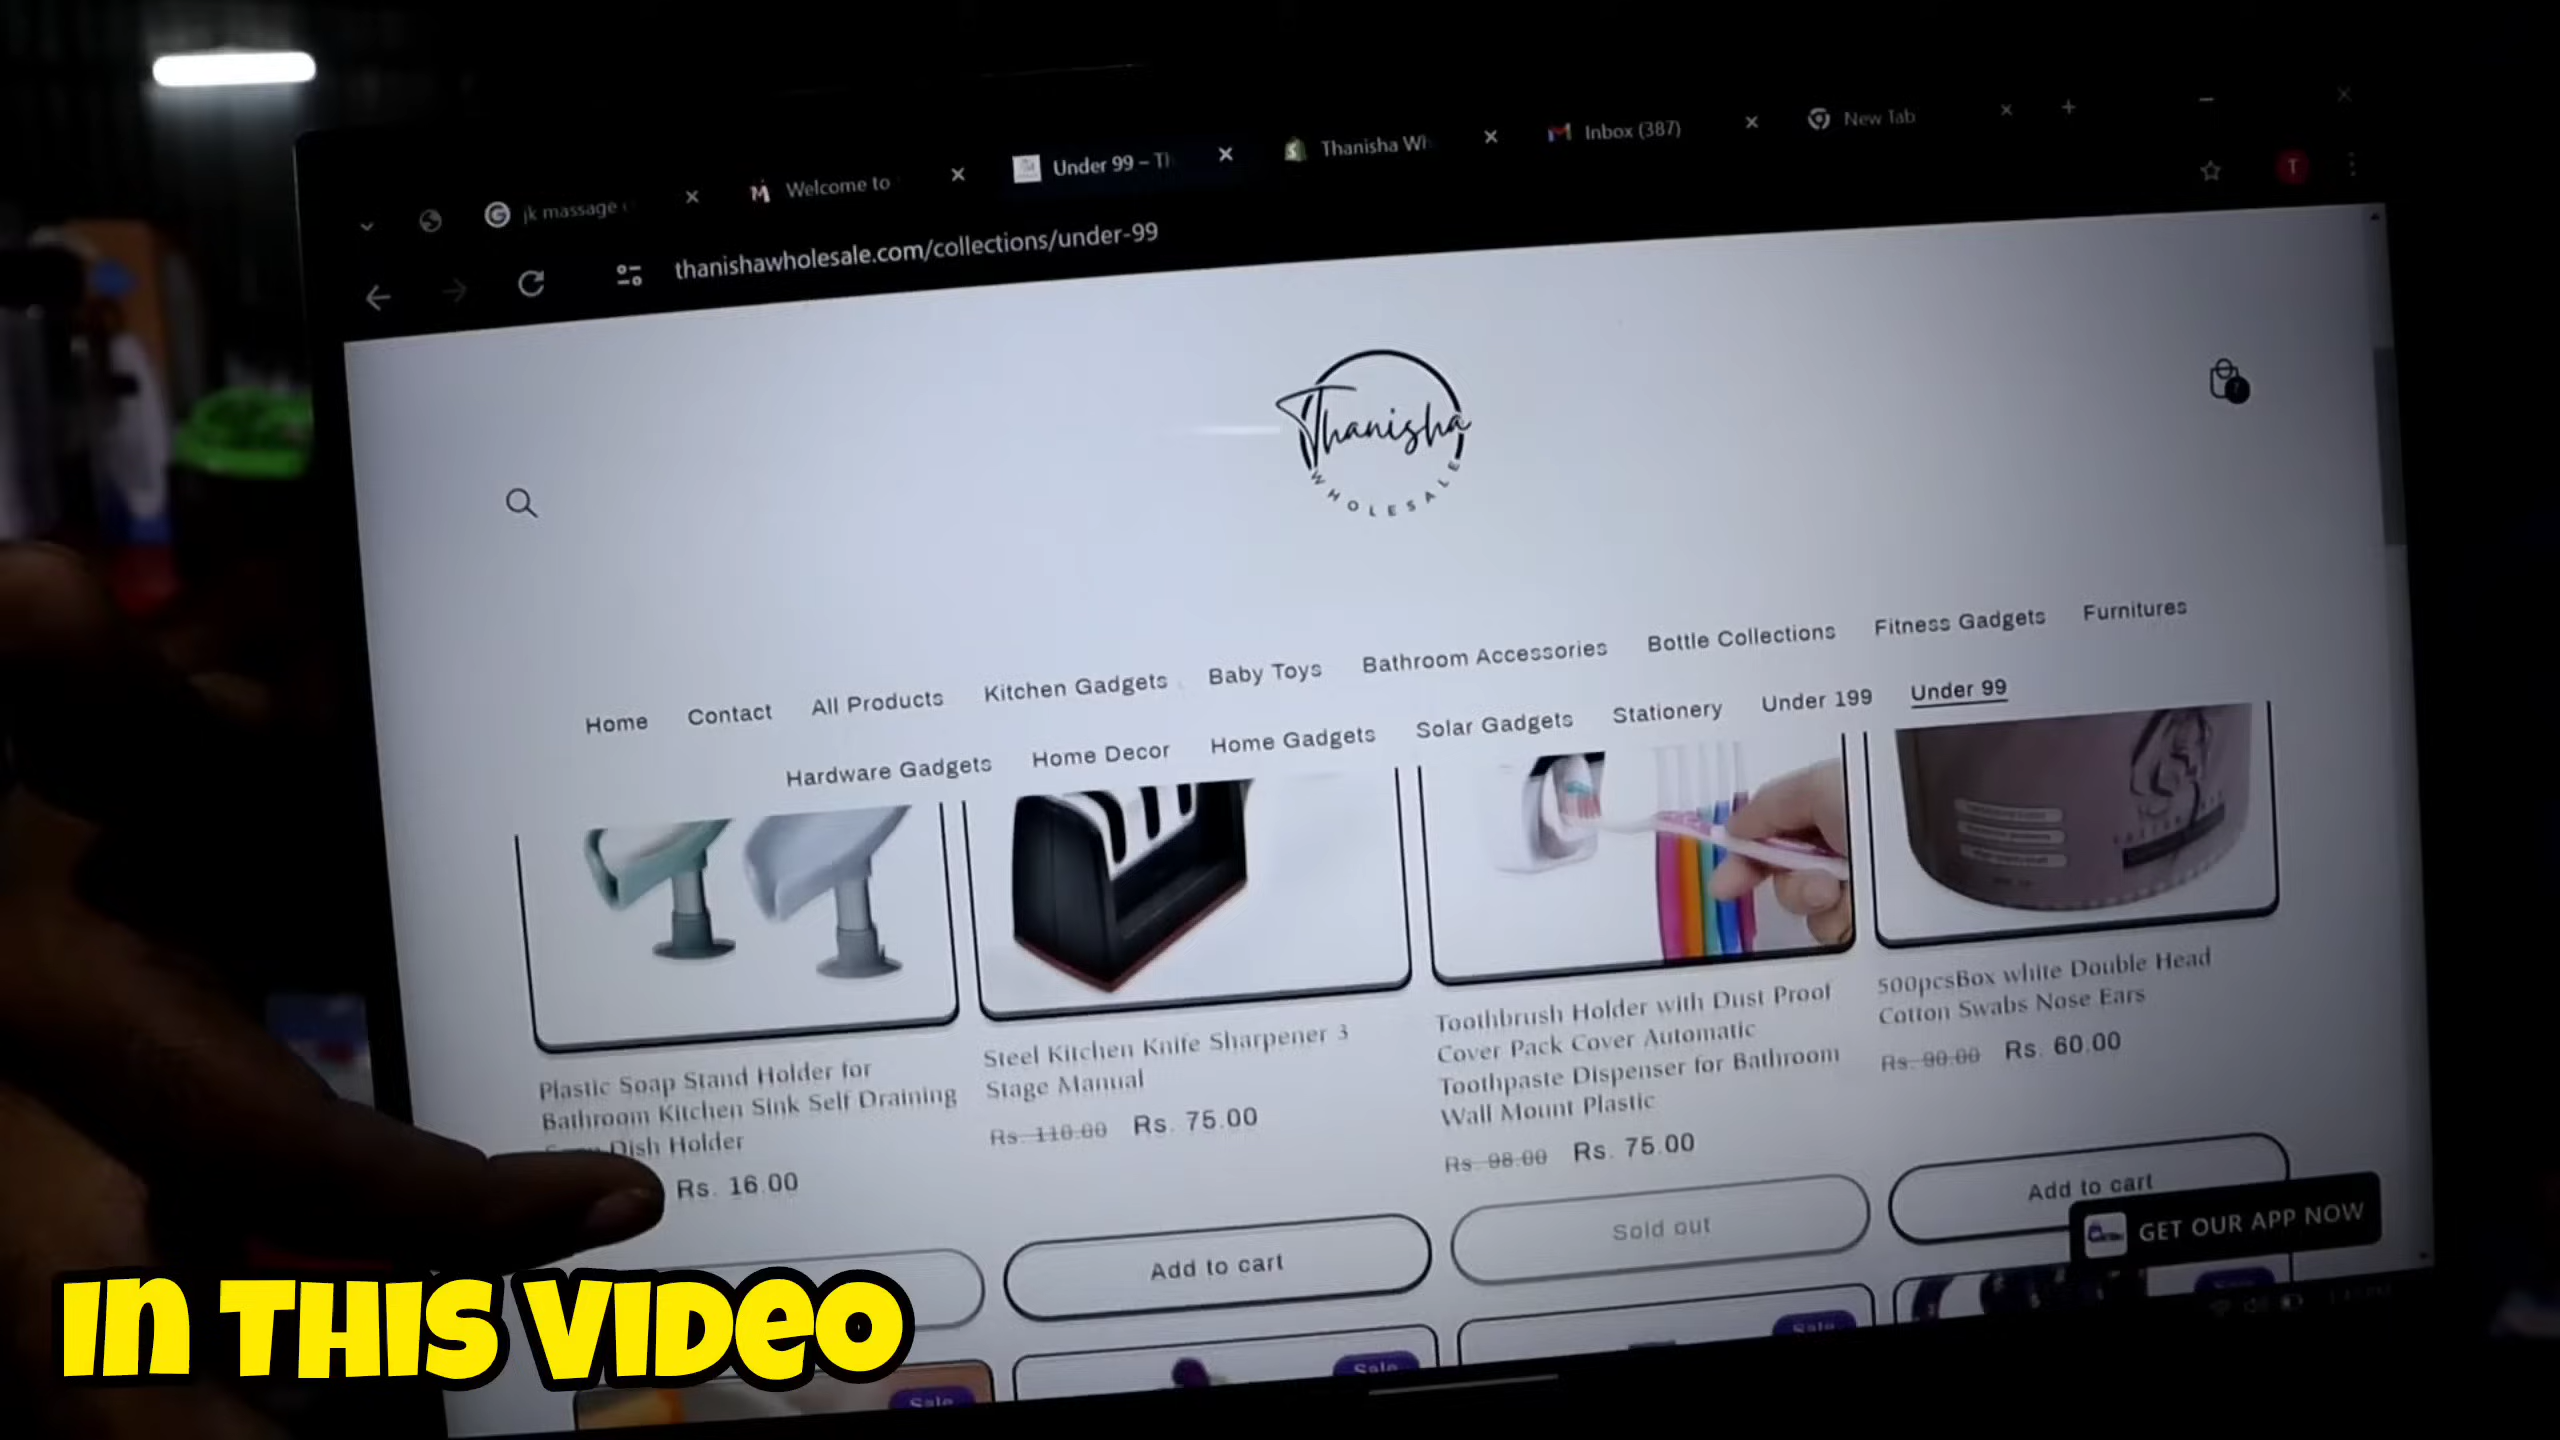 jk massage
Welcome to
Under 99 – Th
Thanisha Wh
Inbox (387)
New Tab
thanishawholesale.com/collections/under-99
T
Thanisha
WHOLESALE
Home
Contact
All Products
Kitchen Gadgets
Baby Toys
Bathroom Accessories
Bottle Collections
Fitness Gadgets
Furnitures
Hardware Gadgets
Home Decor
Home Gadgets
Solar Gadgets
Stationery
Under 199
Under 99
Plastic Soap Stand Holder for
Bathroom Kitchen Sink Self Draining
Dish Holder
Rs. 16.00
Steel Kitchen Knife Sharpener 3
Stage Manual
Rs. 110.00 Rs. 75.00
Add to cart
Toothbrush Holder with Dust Proof
Cover Pack Cover Automatic
Toothpaste Dispenser for Bathroom
Wall Mount Plastic
Rs. 98.00 Rs. 75.00
Sold out
500pcsBox white Double Head
Cotton Swabs Nose Ears
Rs. 90.00 Rs. 60.00
Add to cart
GET OUR APP NOW
Sale
Sale
Sale
Sale
IN THIS VIDEO